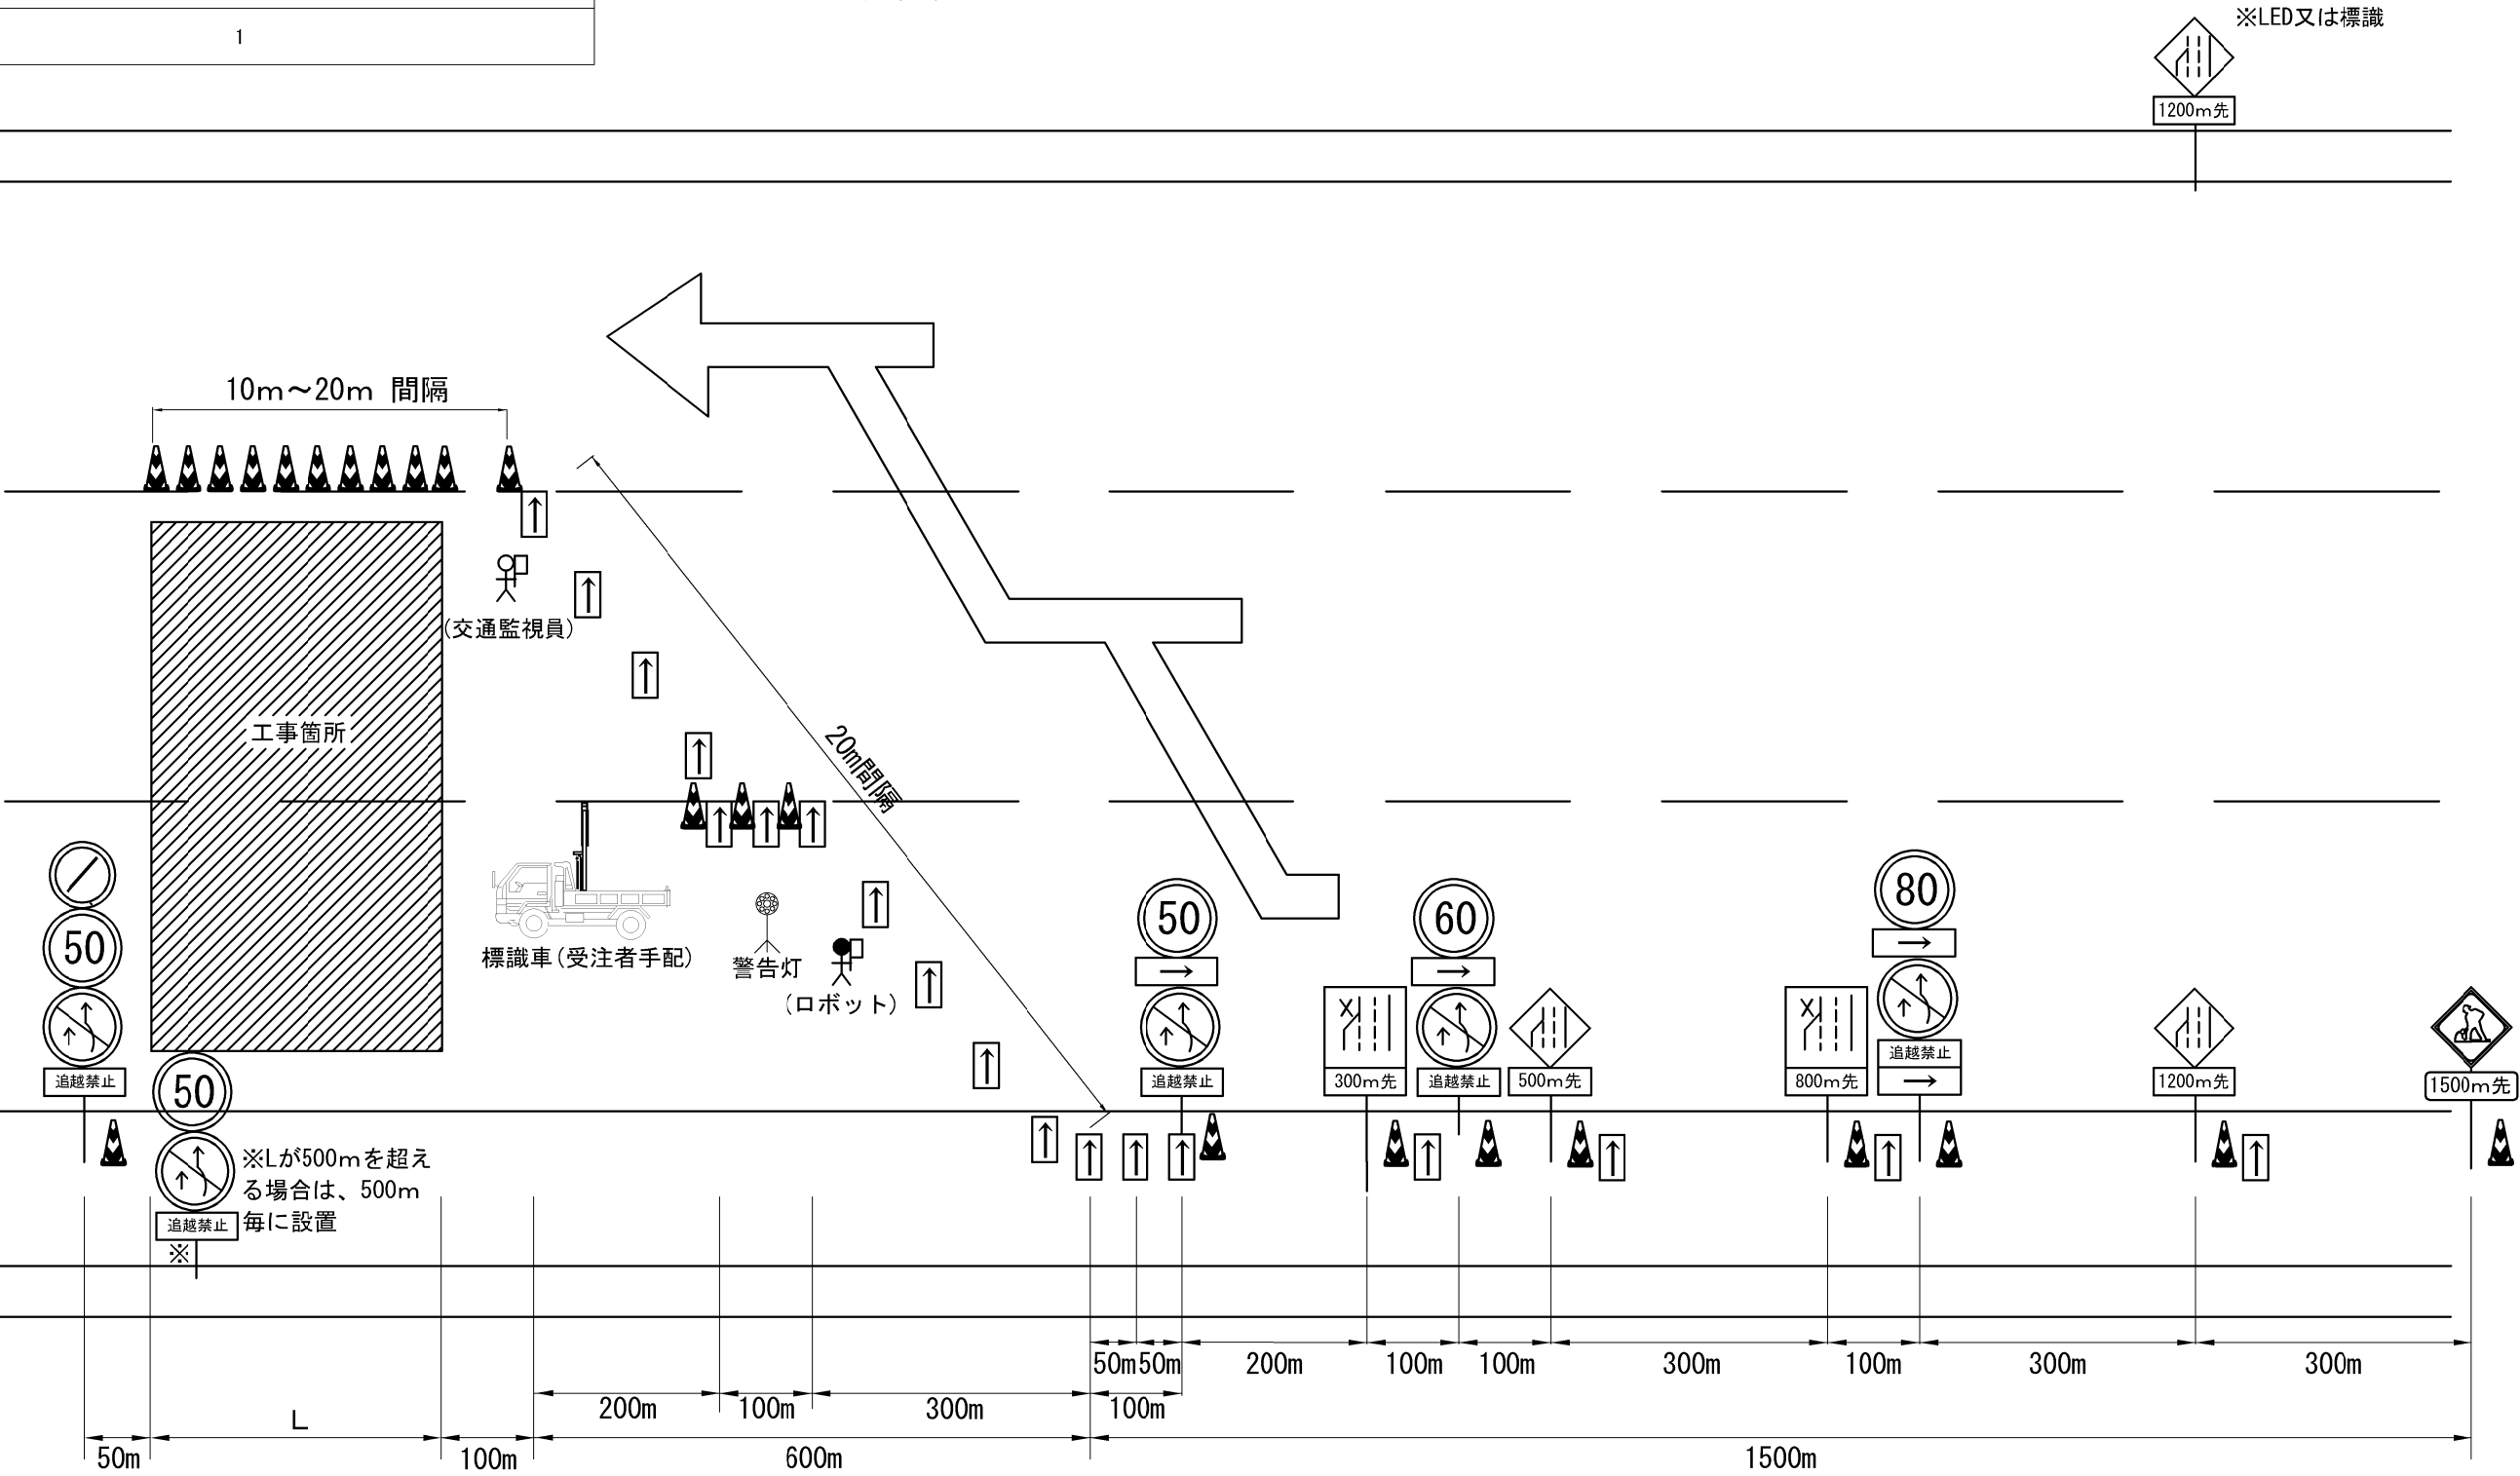 1
※LED又は標識
1200m先
10m～20m 間隔
(交通監視員)
工事箇所
20m間隔
標識車(受注者手配)
警告灯
(ロボット)
50
追越禁止
50
追越禁止
※
※Lが500mを超え
る場合は、500m
毎に設置
50
追越禁止
300m先
60
追越禁止
500m先
800m先
80
追越禁止
1200m先
1500m先
50m
50m
200m
100m
100m
300m
100m
300m
300m
200m
100m
300m
100m
50m
L
100m
600m
1500m